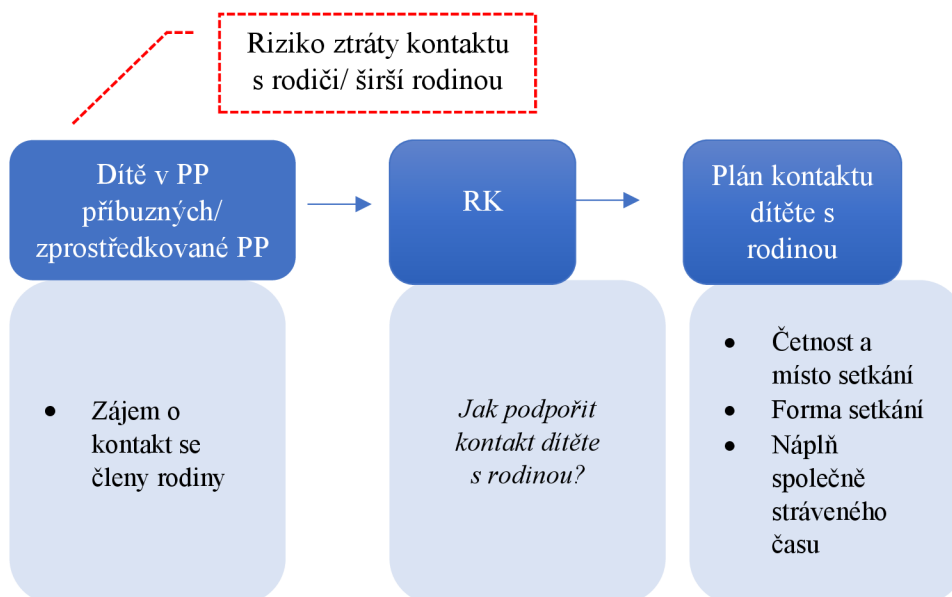 Riziko ztráty kontaktu
s rodiči/ širší rodinou
Dítě v PP
příbuzných/
zprostředkované PP
RK
Plán kontaktu
dítěte s
rodinou
• Zájem o
kontakt se
členy rodiny
Jak podpořit
kontakt dítěte
s rodinou?
• Četnost a
místo setkání
• Forma setkání
• Náplň
společně
stráveného
času